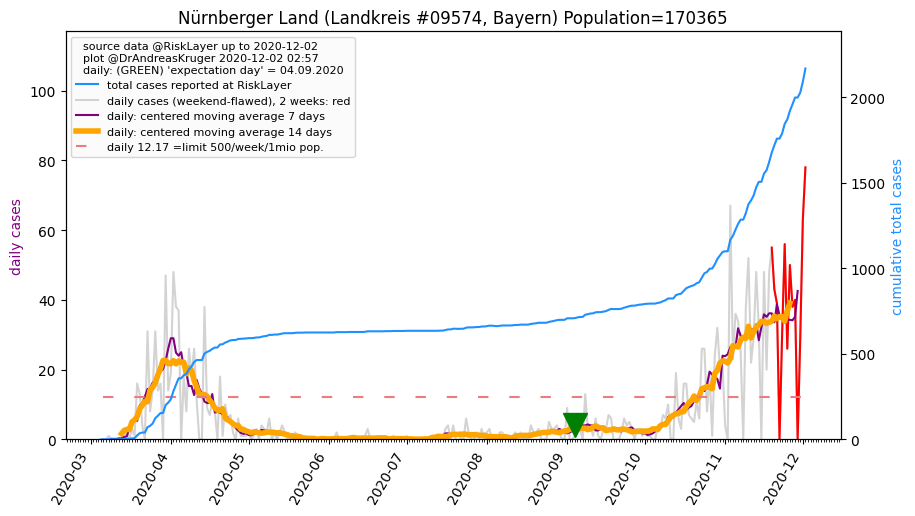 Nürnberger Land (Landkreis #09574, Bayern) Population=170365
source data @RiskLayer up to 2020-12-02
plot @DrAndreasKruger 2020-12-02 02:57
daily: (GREEN) 'expectation day' = 04.09.2020
total cases reported at RiskLayer
daily cases (weekend-flawed), 2 weeks: red
daily: centered moving average 7 days
daily: centered moving average 14 days
daily 12.17 =limit 500/week/1mio pop.
daily cases
100
80
60
40
20
0
cumulative total cases
2000
1500
1000
500
0
2020-03
2020-04
2020-05
2020-06
2020-07
2020-08
2020-09
2020-10
2020-11
2020-12